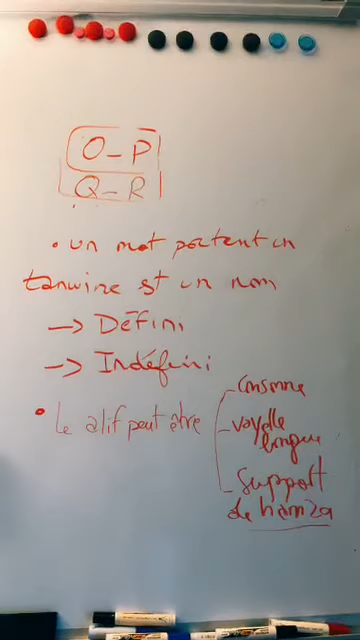 O-P
Q-R
• un mot portent un
tanwine est un nom
→ Défini
→ Indéfini
• Le alif peut être
- Consonne
- voyelle
longue
- Support
de hamza